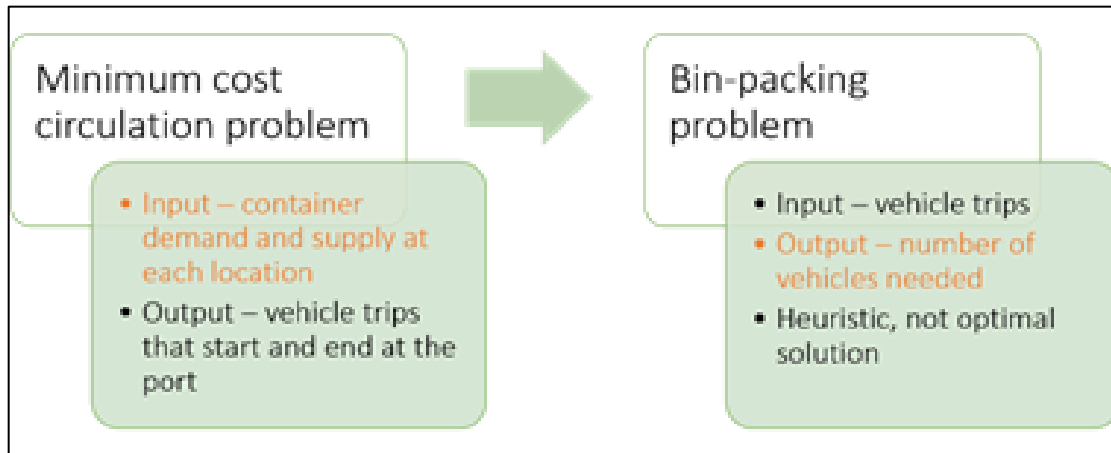 Minimum cost
circulation problem
• Input – container
demand and supply at
each location
• Output – vehicle trips
that start and end at the
port
Bin-packing
problem
• Input – vehicle trips
• Output – number of
vehicles needed
• Heuristic, not optimal
solution